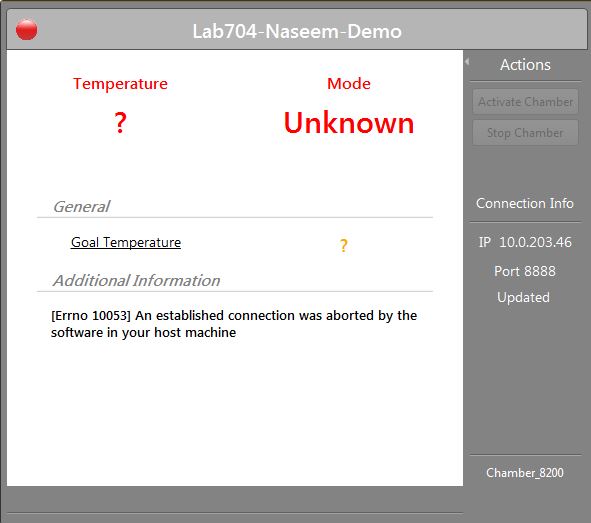 Lab704-Naseem-Demo
Temperature
Mode
?
Unknown
General
Goal Temperature
?
Additional Information
[Errno 10053] An established connection was aborted by the
software in your host machine
Actions
Activate Chamber
Stop Chamber
Connection Info
IP 10.0.203.46
Port 8888
Updated
Chamber_8200